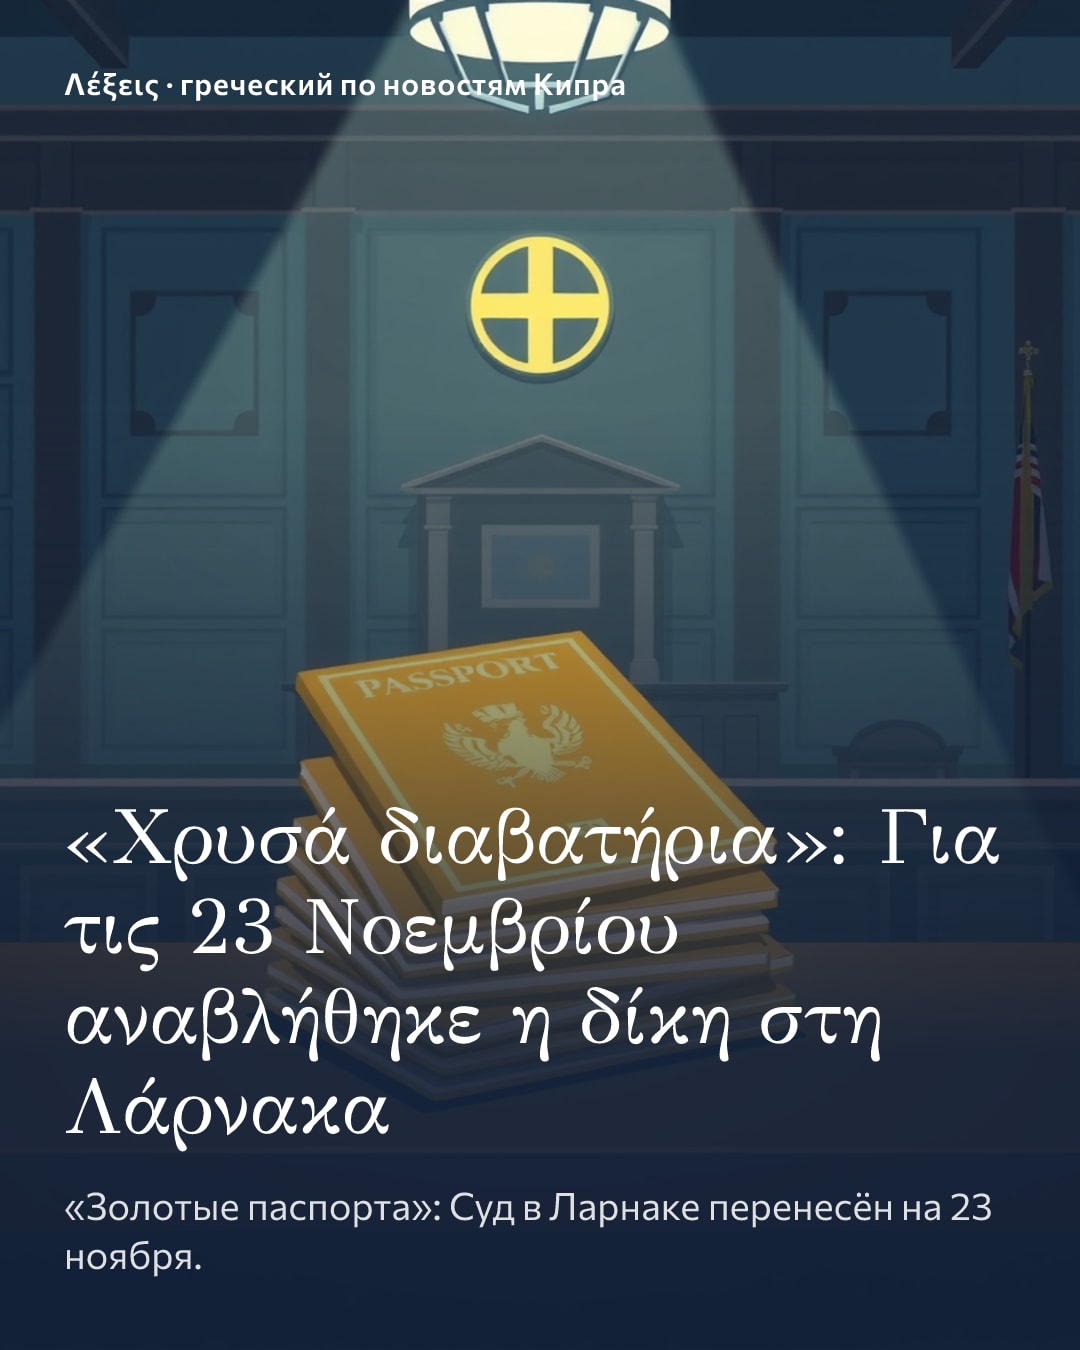 Λέξεις · греческий по новостям Кипра
PASSPORT
«Χρυσά διαβατήρια»: Για
τις 23 Νοεμβρίου
αναβλήθηκε η δίκη στη
Λάρνακα
«Золотые паспорта»: Суд в Ларнаке перенесён на 23
ноября.